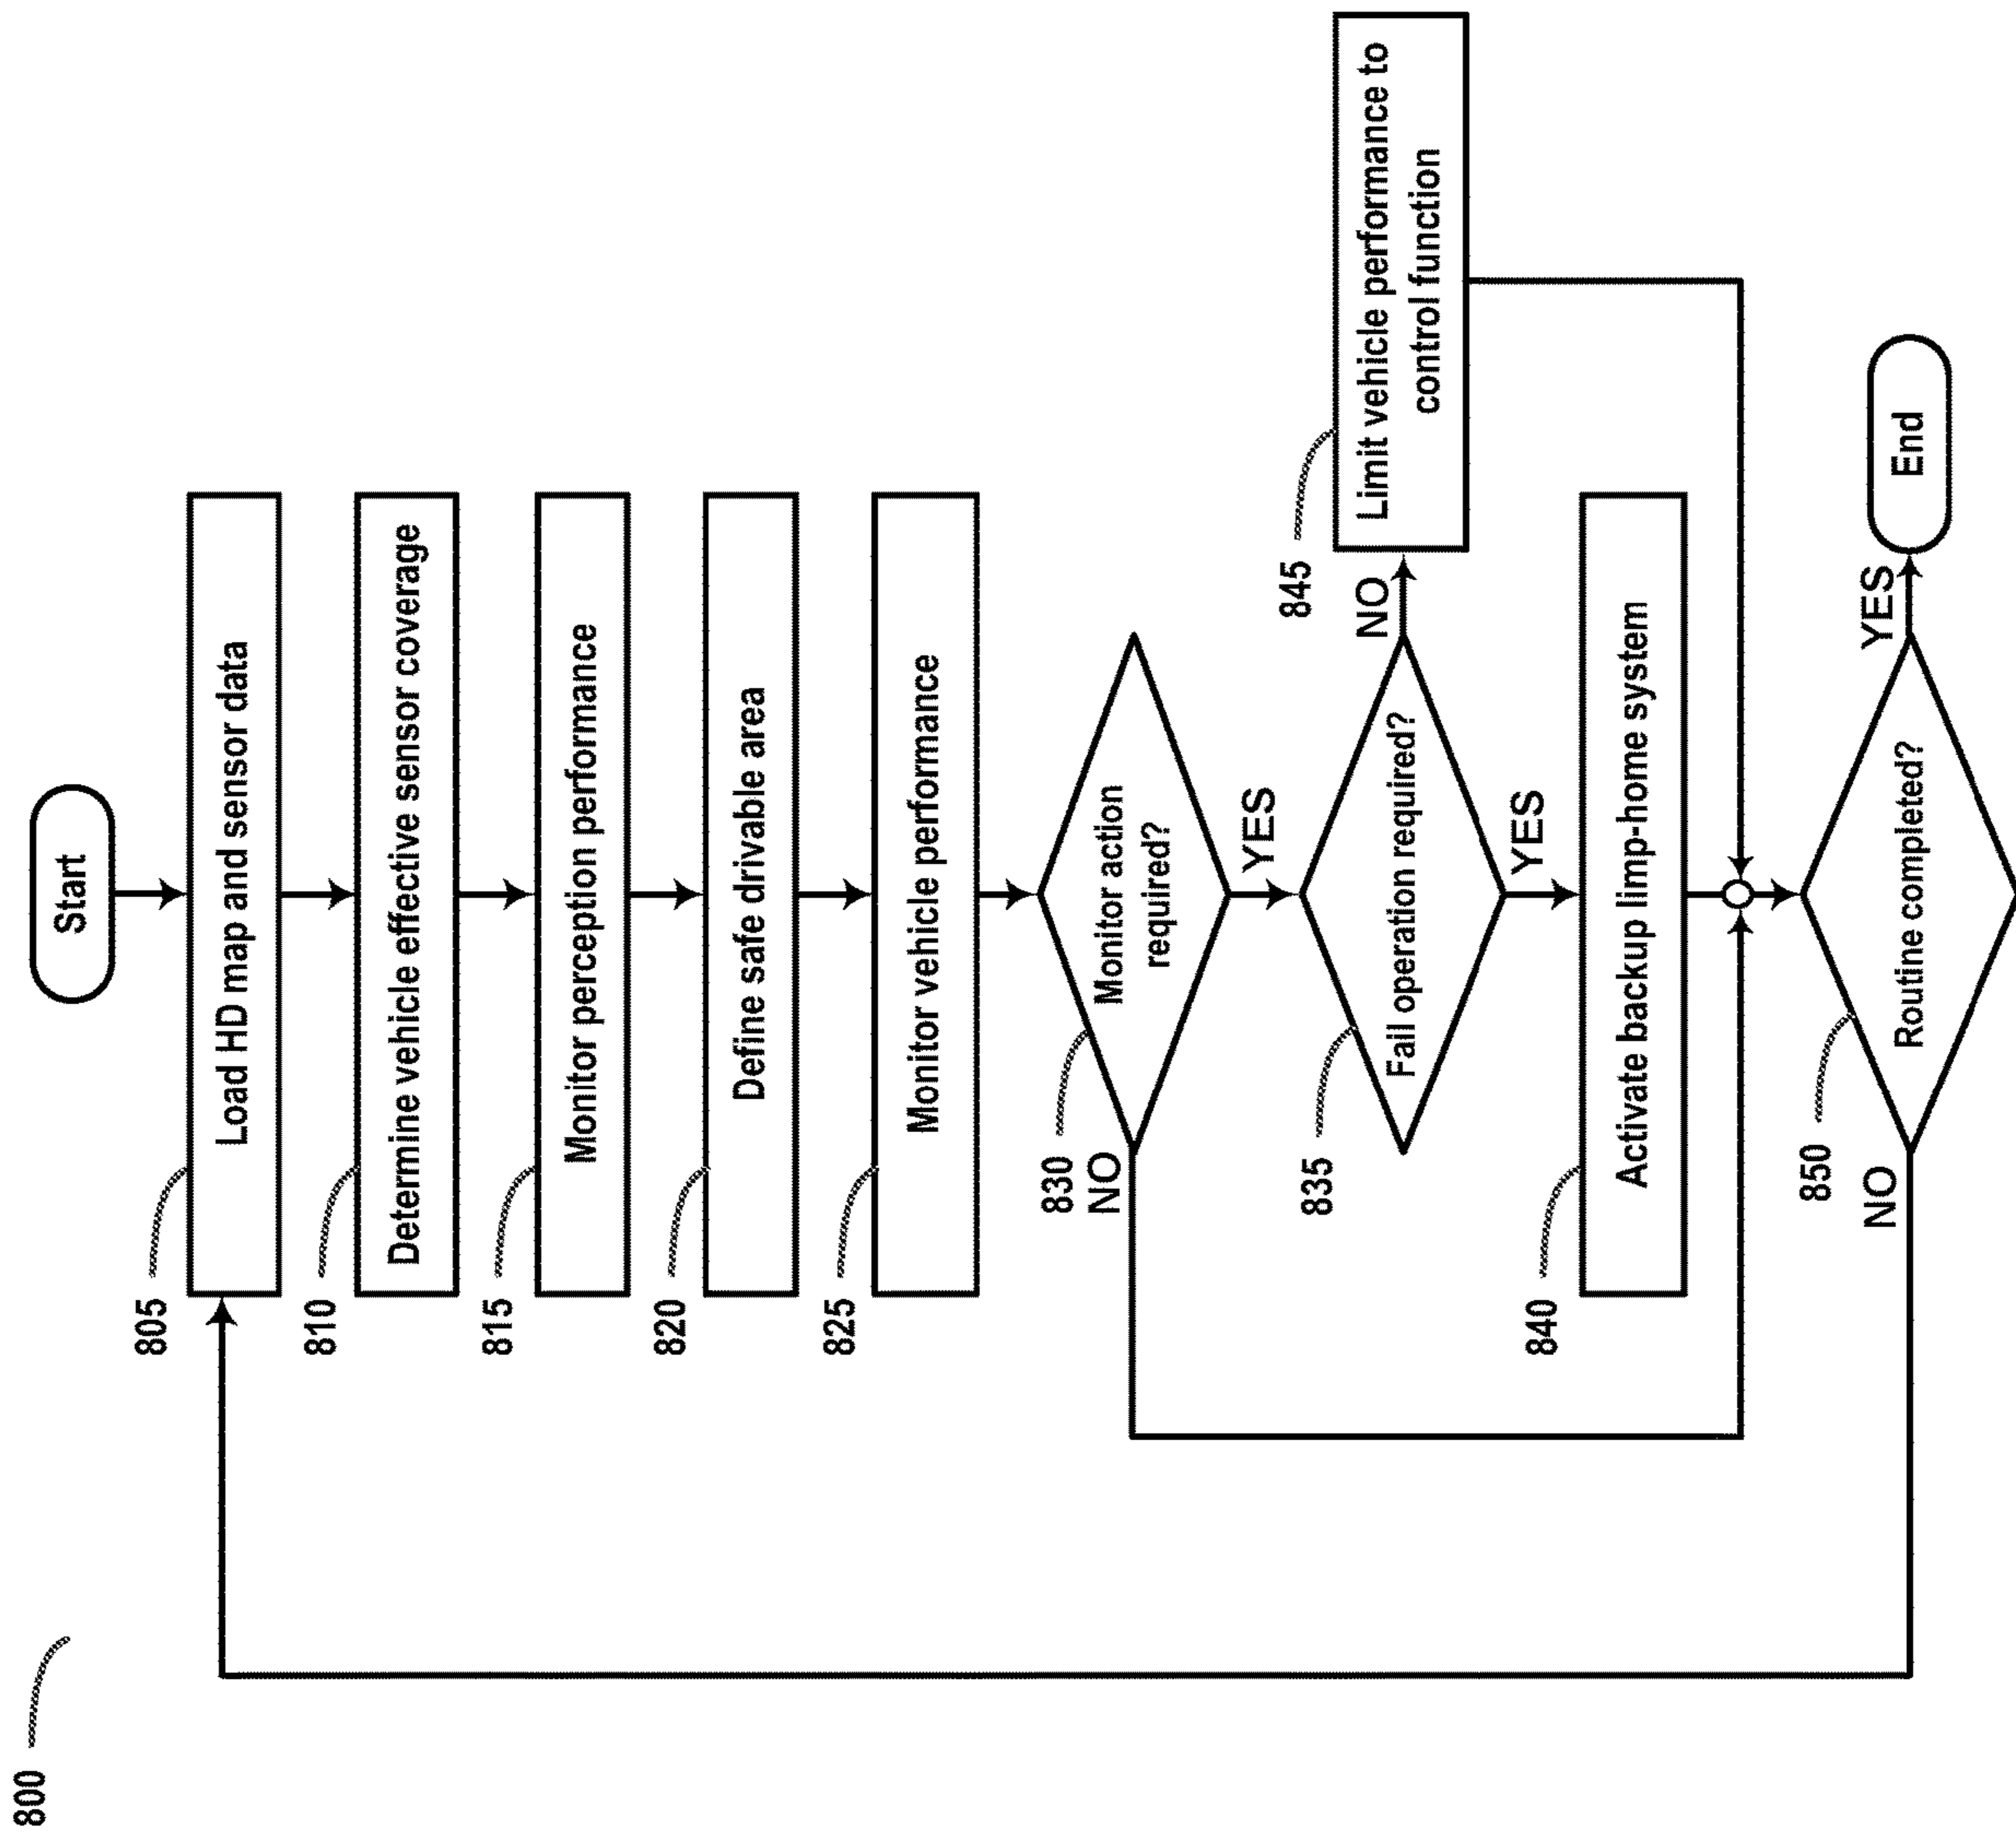 800
Start
805
Load HD map and sensor data
810
Determine vehicle effective sensor coverage
815
Monitor perception performance
820
Define safe drivable area
825
Monitor vehicle performance
830
Monitor action
required?
NO
YES
835
Fail operation required?
NO
845
Limit vehicle performance to
control function
YES
840
Activate backup limp-home system
850
Routine completed?
NO
YES
End